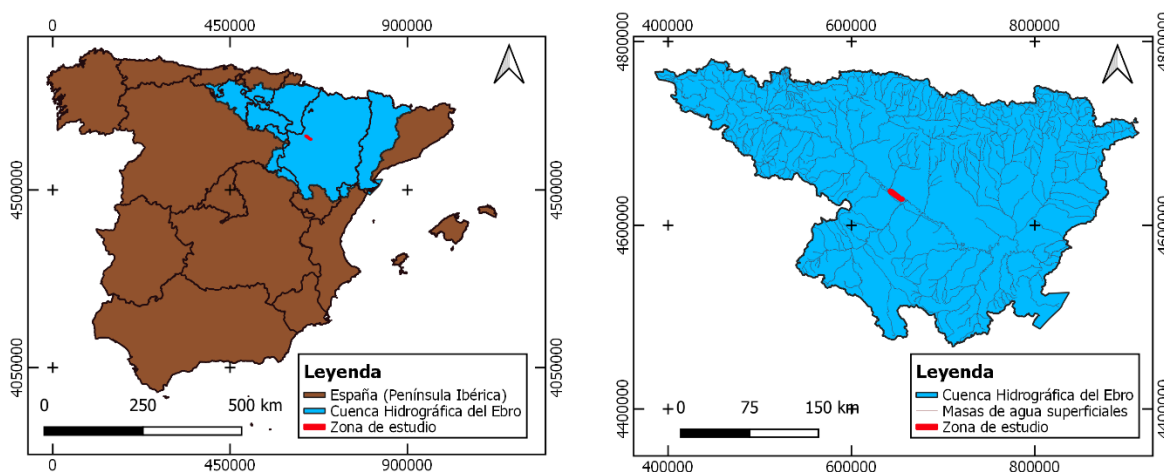 0 450000 900000
4500000 4500000
4050000 4050000
Leyenda
España (Península Ibérica)
Cuenca Hidrográfica del Ebro
Zona de estudio
0 250 500 km
0 450000 900000
400000 600000 800000
4800000 4800000
4600000 4600000
4400000 4400000
Leyenda
Cuenca Hidrográfica del Ebro
Masas de agua superficiales
Zona de estudio
0 75 150 km
400000 600000 800000